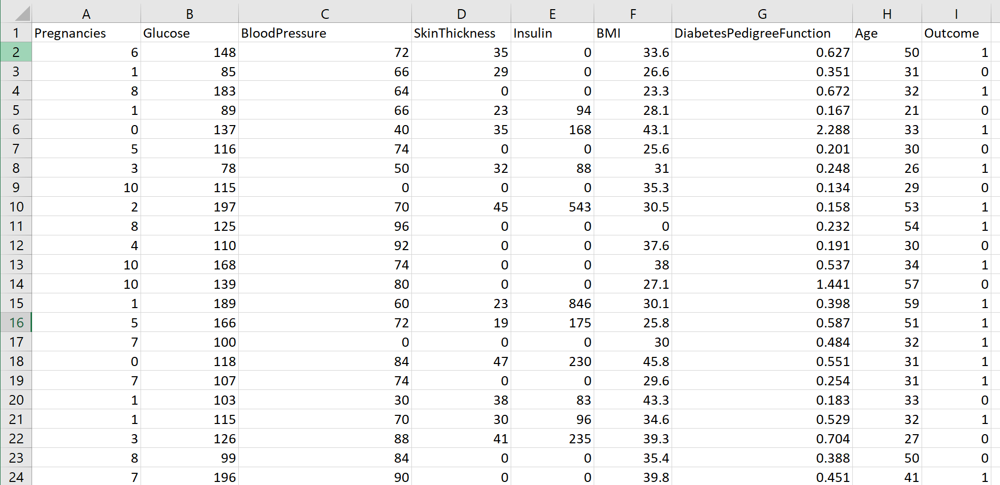 A B C D E F G H I
1 Pregnancies Glucose BloodPressure SkinThickness Insulin BMI DiabetesPedigreeFunction Age Outcome
2 6 148 72 35 0 33.6 0.627 50 1
3 1 85 66 29 0 26.6 0.351 31 0
4 8 183 64 0 0 23.3 0.672 32 1
5 1 89 66 23 94 28.1 0.167 21 0
6 0 137 40 35 168 43.1 2.288 33 1
7 5 116 74 0 0 25.6 0.201 30 0
8 3 78 50 32 88 31 0.248 26 1
9 10 115 0 0 0 35.3 0.134 29 0
10 2 197 70 45 543 30.5 0.158 53 1
11 8 125 96 0 0 0 0.232 54 1
12 4 110 92 0 0 37.6 0.191 30 0
13 10 168 74 0 0 38 0.537 34 1
14 10 139 80 0 0 27.1 1.441 57 0
15 1 189 60 23 846 30.1 0.398 59 1
16 5 166 72 19 175 25.8 0.587 51 1
17 7 100 0 0 0 30 0.484 32 1
18 0 118 84 47 230 45.8 0.551 31 1
19 7 107 74 0 0 29.6 0.254 31 1
20 1 103 30 38 83 43.3 0.183 33 0
21 1 115 70 30 96 34.6 0.529 32 1
22 3 126 88 41 235 39.3 0.704 27 0
23 8 99 84 0 0 35.4 0.388 50 0
24 7 196 90 0 0 39.8 0.451 41 1